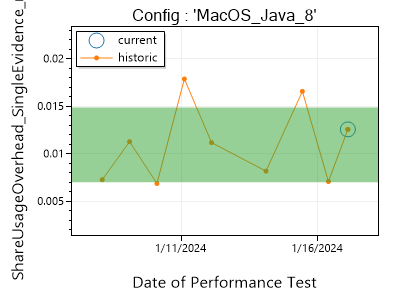 Config : 'MacOS_Java_8'
current
historic
0.02
0.015
0.01
0.005
1/11/2024
1/16/2024
Date of Performance Test
ShareUsageOverhead_SingleEvidence_